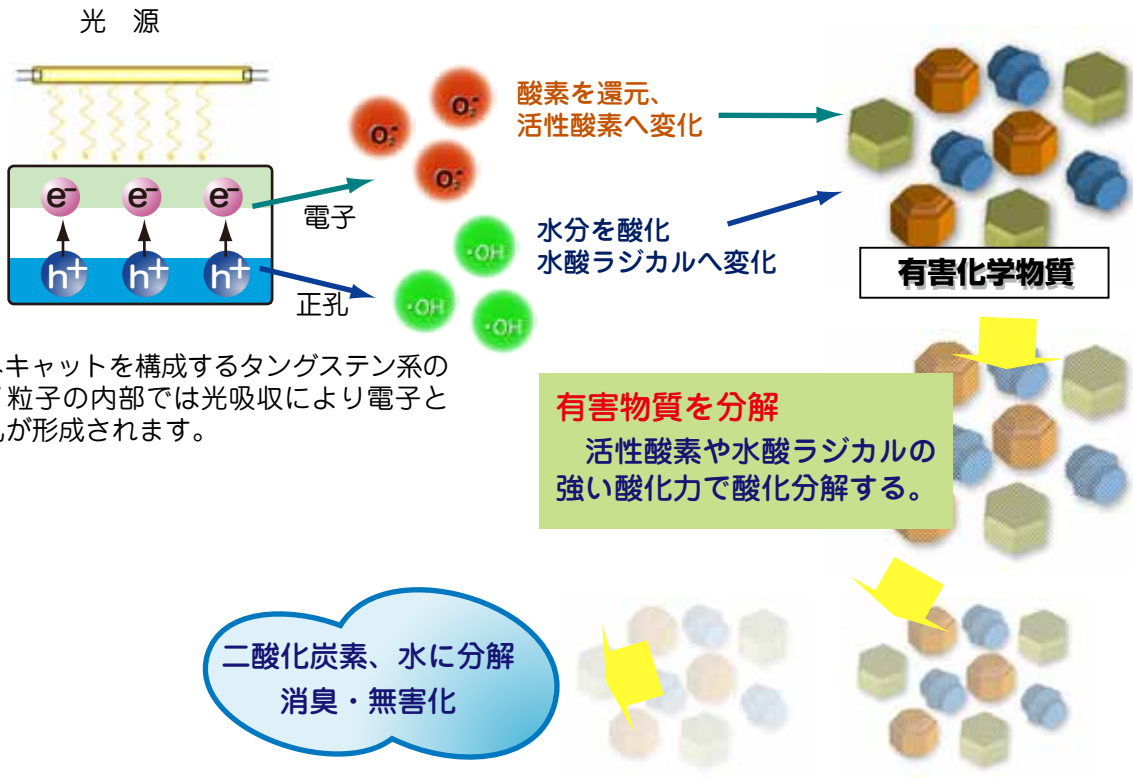 光　源
e⁻ e⁻ e⁻
h⁺ h⁺ h⁺
電子
正孔
O₂⁻
O₂⁻
O₂⁻
・OH
・OH
・OH
酸素を還元、
活性酸素へ変化
水分を酸化
水酸ラジカルへ変化
有害化学物質
キャットを構成するタングステン系の
粒子の内部では光吸収により電子と
が形成されます。
有害物質を分解
活性酸素や水酸ラジカルの
強い酸化力で酸化分解する。
二酸化炭素、水に分解
消臭・無害化